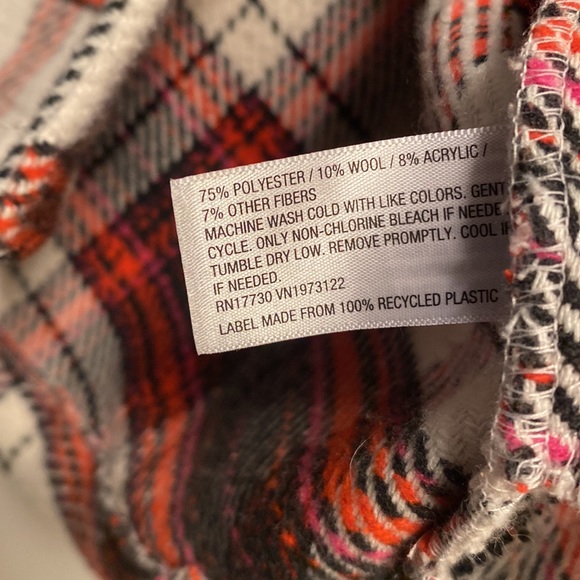 75% POLYESTER / 10% WOOL / 8% ACRYLIC /
7% OTHER FIBERS
MACHINE WASH COLD WITH LIKE COLORS. GENT
CYCLE. ONLY NON-CHLORINE BLEACH IF NEEDE
TUMBLE DRY LOW. REMOVE PROMPTLY. COOL I
IF NEEDED.
RN17730 VN1973122
LABEL MADE FROM 100% RECYCLED PLASTIC